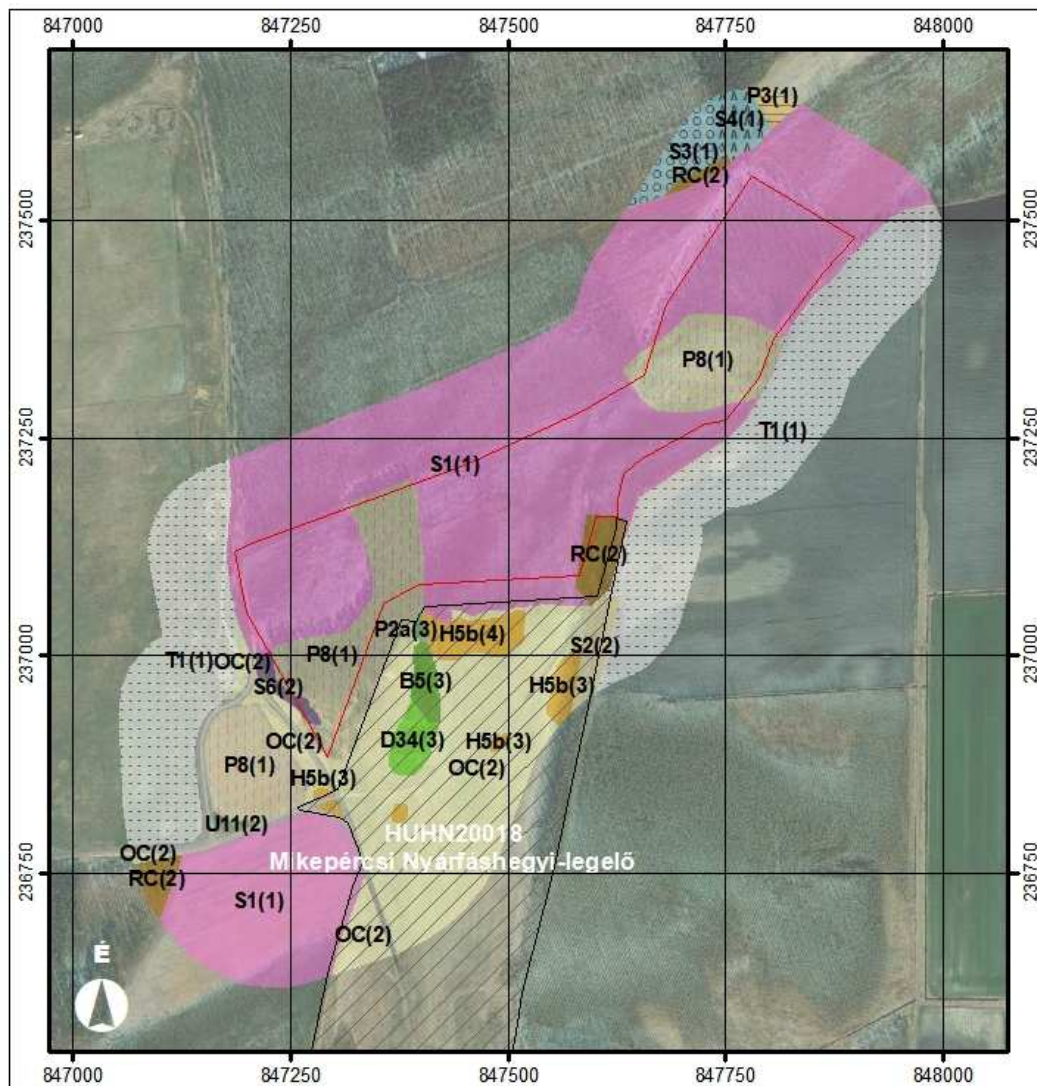 847000 847250 847500 847750 848000
P3(1)
S4(1)
S3(1)
RC(2)
237500 237500
P8(1)
T1(1)
237250 237250
S1(1)
RC(2)
P2a(3)
H5b(4)
S2(2)
P8(1)
237000 237000
T1(1)
OC(2)
S6(2)
B5(3)
H5b(3)
OC(2)
D34(3)
H5b(3)
P8(1)
OC(2)
H5b(3)
U11(2)
HUHN20018
Mikepércsi Nyárfáshegyi-legelő
OC(2)
RC(2)
236750 236750
S1(1)
OC(2)
É
847000 847250 847500 847750 848000